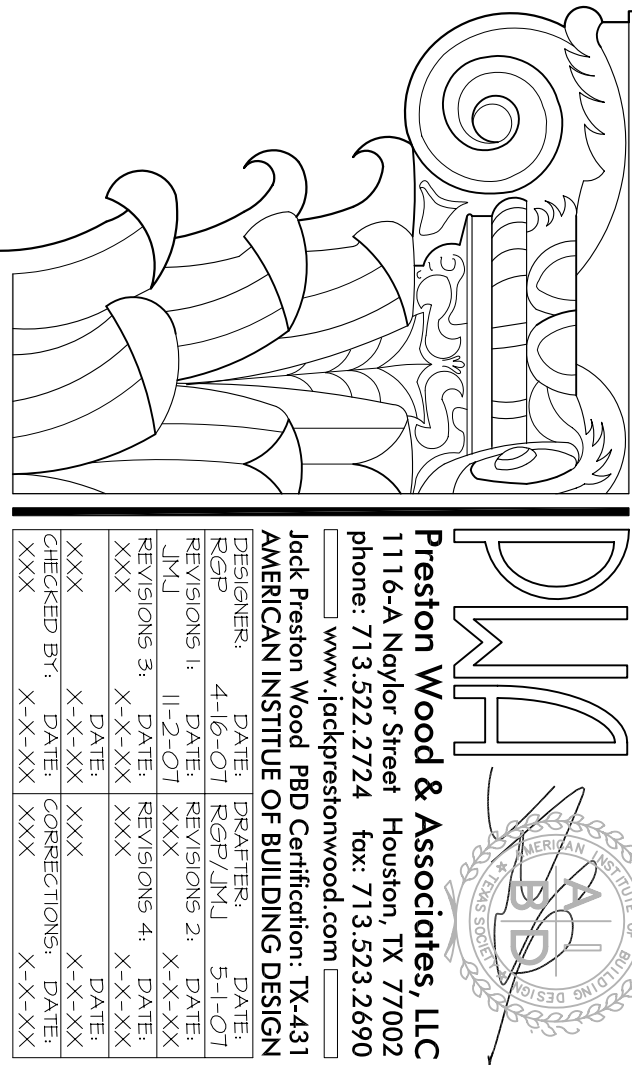 PWA
AMERICAN INSTITUTE OF BUILDING DESIGN
★ TEXAS SOCIETY ★
AIBD
Preston Wood & Associates, LLC
1116-A Naylor Street Houston, TX 77002
phone: 713.522.2724 fax: 713.523.2690
www.jackprestonwood.com
Jack Preston Wood PBD Certification: TX-431
AMERICAN INSTITUE OF BUILDING DESIGN
DESIGNER: DATE: DRAFTER: DATE:
RGP 4-16-07 RGP/JMJ 5-1-07
REVISIONS 1: DATE: REVISIONS 2: DATE:
JMJ 11-2-07 XXX X-X-XX
REVISIONS 3: DATE: REVISIONS 4: DATE:
XXX X-X-XX XXX X-X-XX
DATE: DATE:
XXX X-X-XX XXX X-X-XX
CHECKED BY: DATE: CORRECTIONS: DATE:
XXX X-X-XX XXX X-X-XX